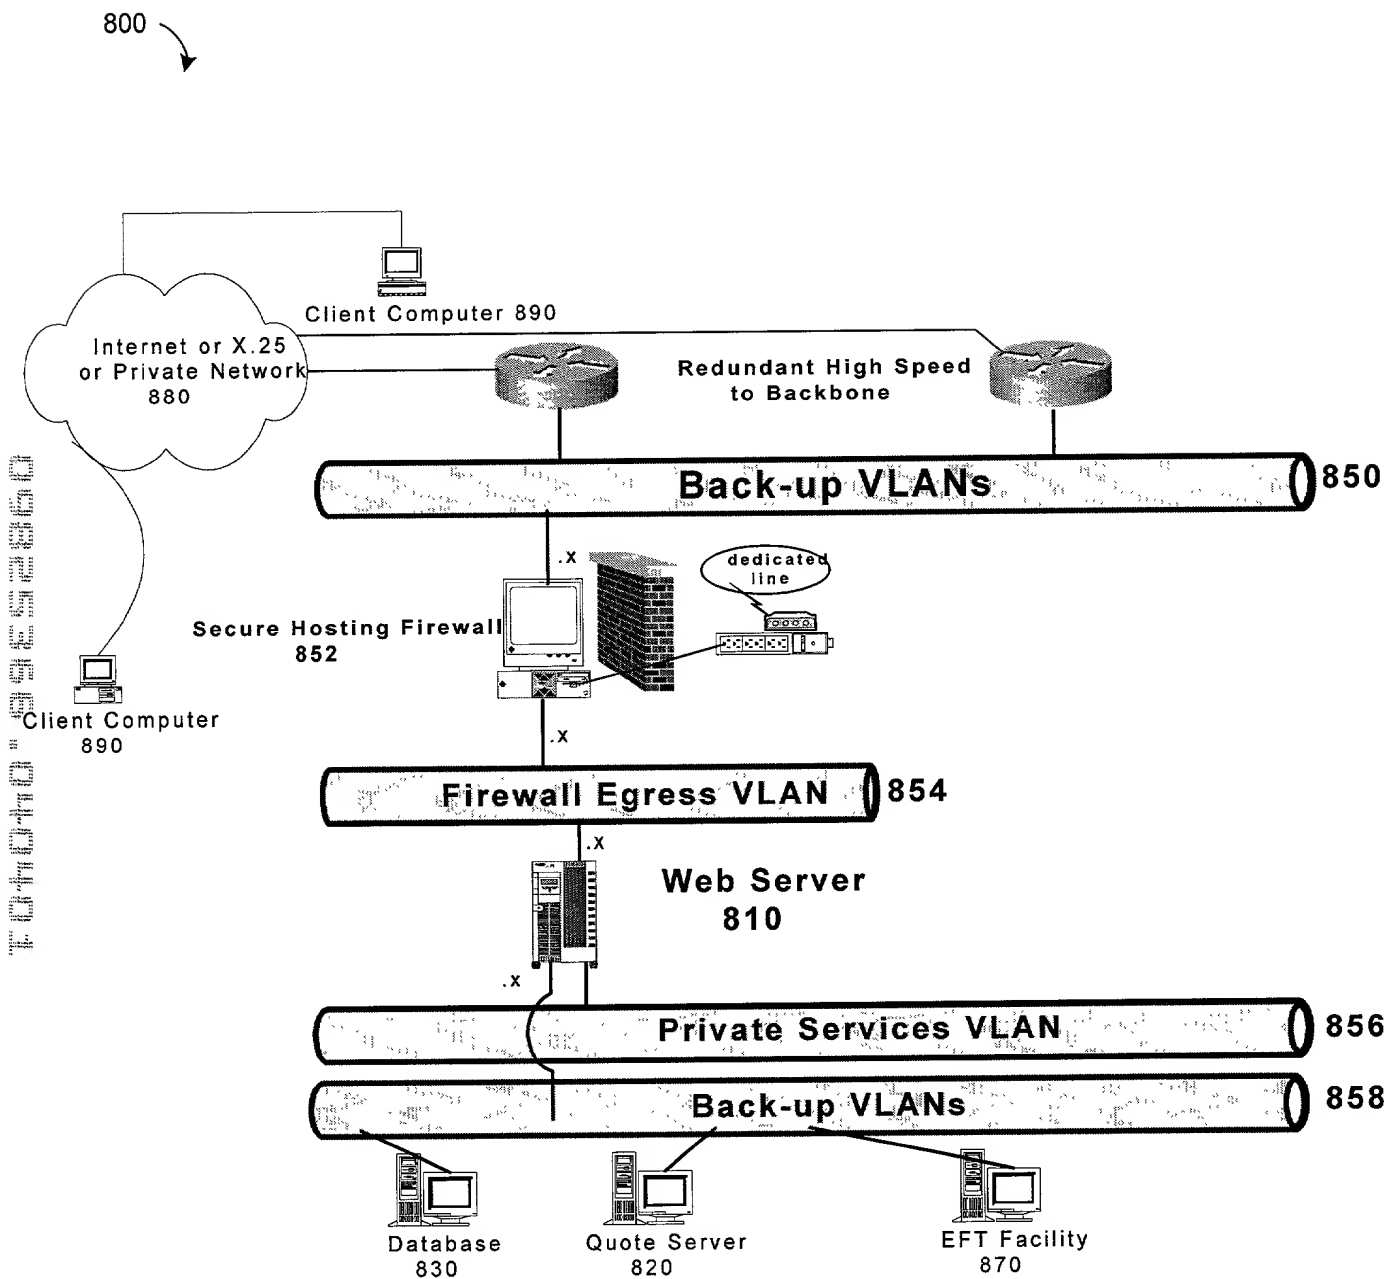 800
Client Computer 890
Internet or X.25
or Private Network
880
Redundant High Speed
to Backbone
Back-up VLANs
850
.x
dedicated
line
Secure Hosting Firewall
852
Client Computer
890
.x
Firewall Egress VLAN
854
.x
Web Server
810
.x
Private Services VLAN
856
Back-up VLANs
858
Database
830
Quote Server
820
EFT Facility
870